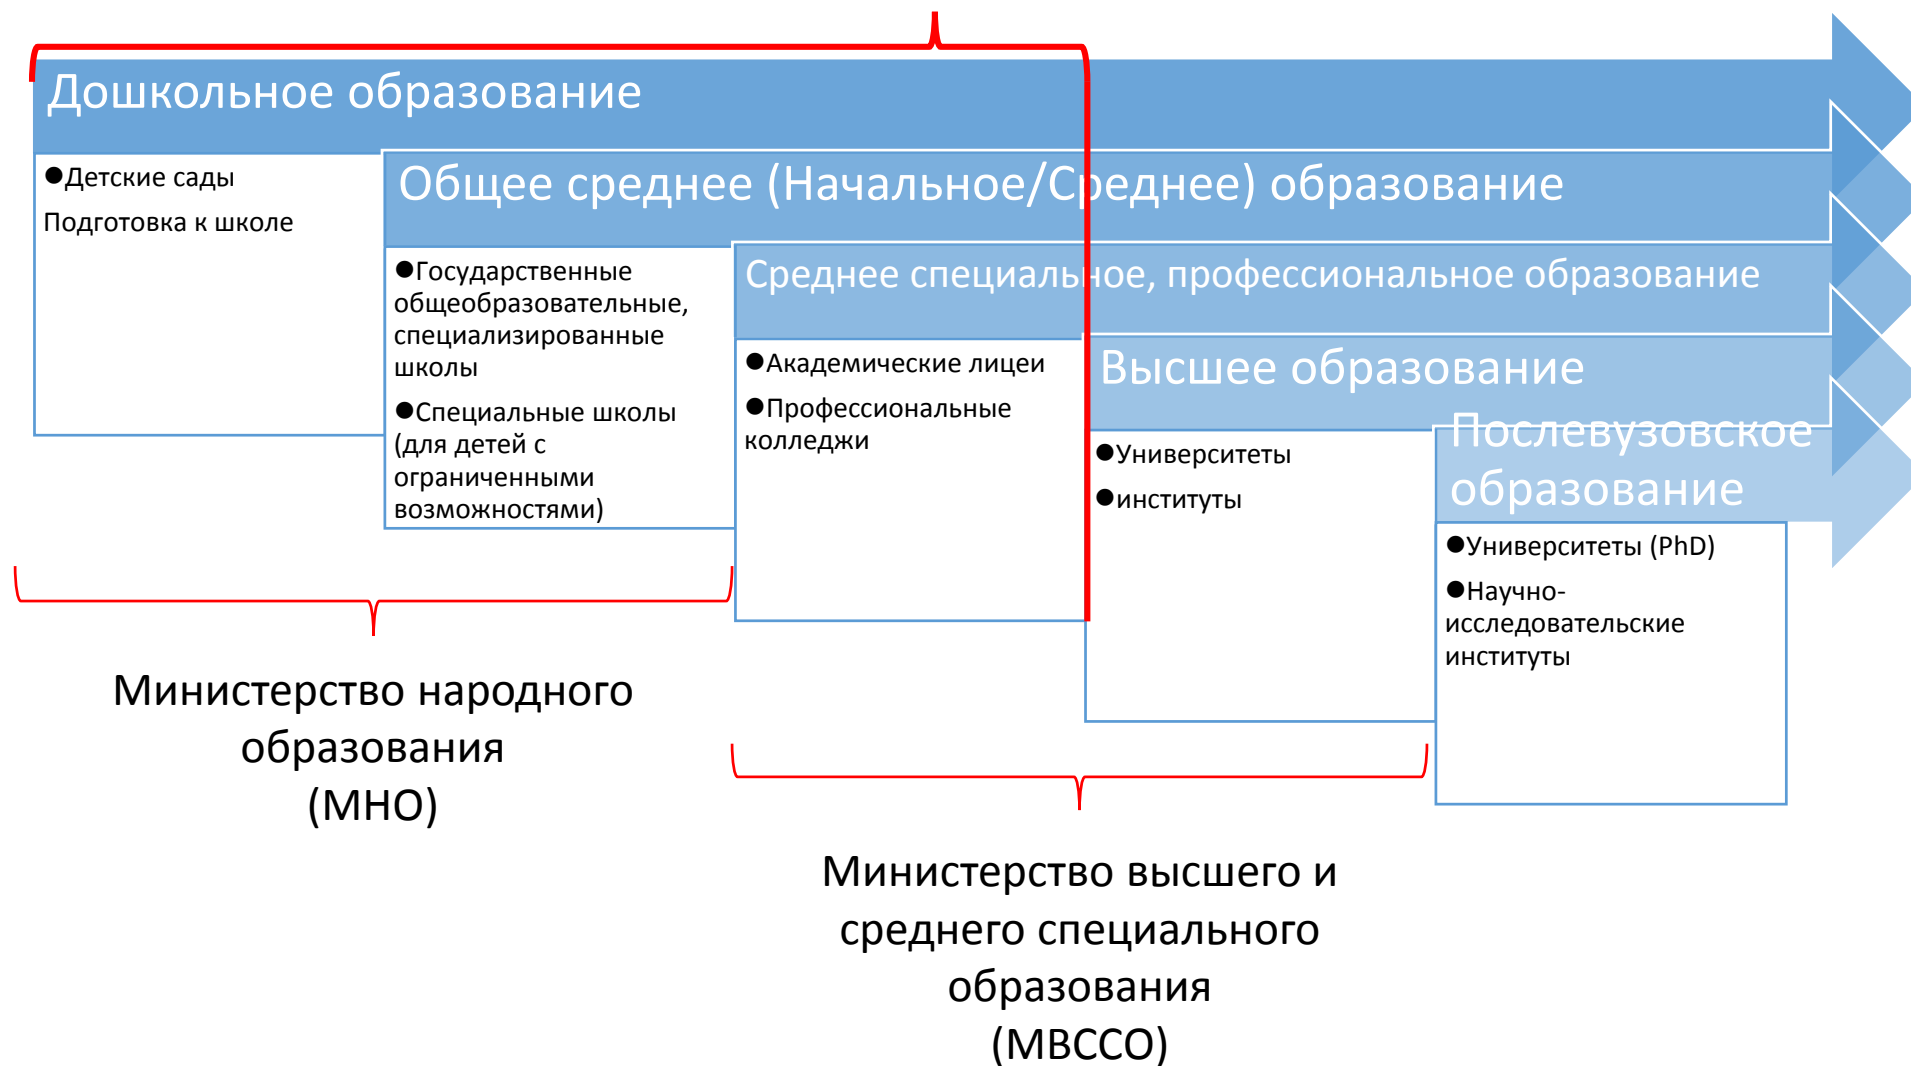 Дошкольное образование
●Детские сады
Подготовка к школе
Общее среднее (Начальное/Среднее) образование
●Государственные
общеобразовательные,
специализированные
школы
●Специальные школы
(для детей с
ограниченными
возможностями)
Среднее специальное, профессиональное образование
●Академические лицеи
●Профессиональные
колледжи
Высшее образование
●Университеты
●институты
Послевузовское
образование
●Университеты (PhD)
●Научно-
исследовательские
институты
Министерство народного
образования
(МНО)
Министерство высшего и
среднего специального
образования
(МВССО)